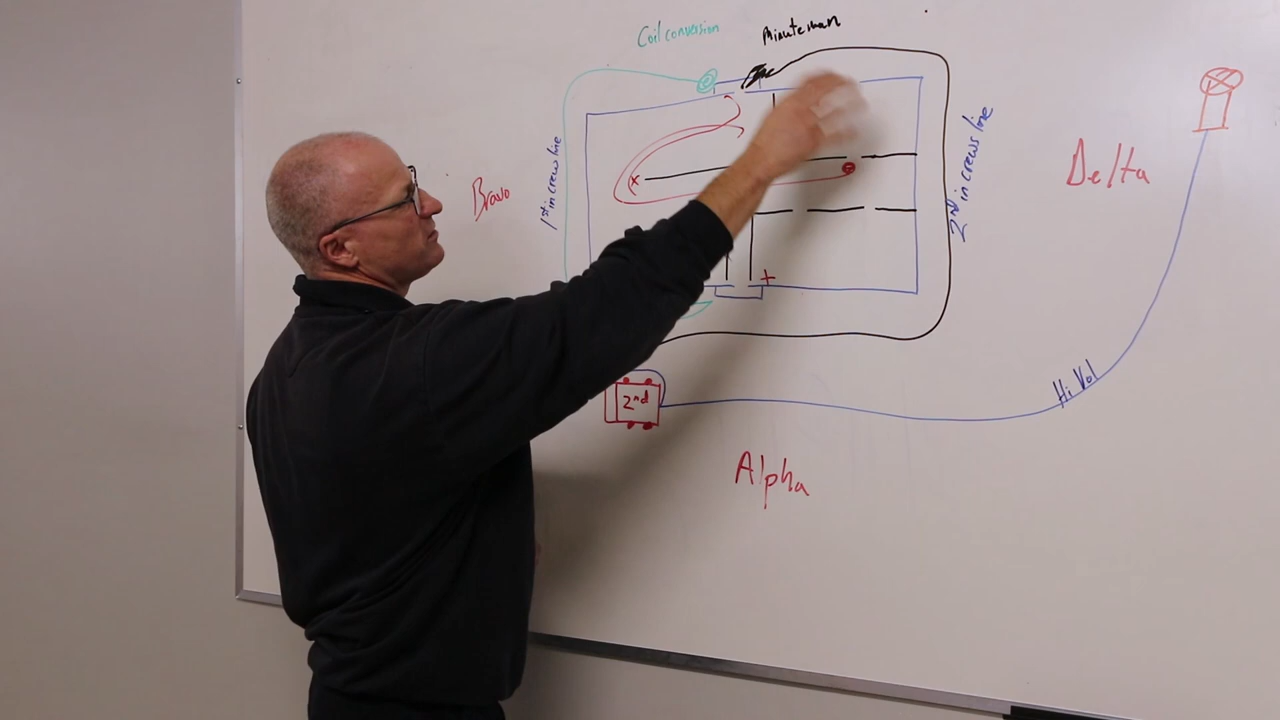 Coil conversion
Minuteman
Bravo
1st in crews line
2nd in crews line
Delta
2nd
Hi Vol
Alpha